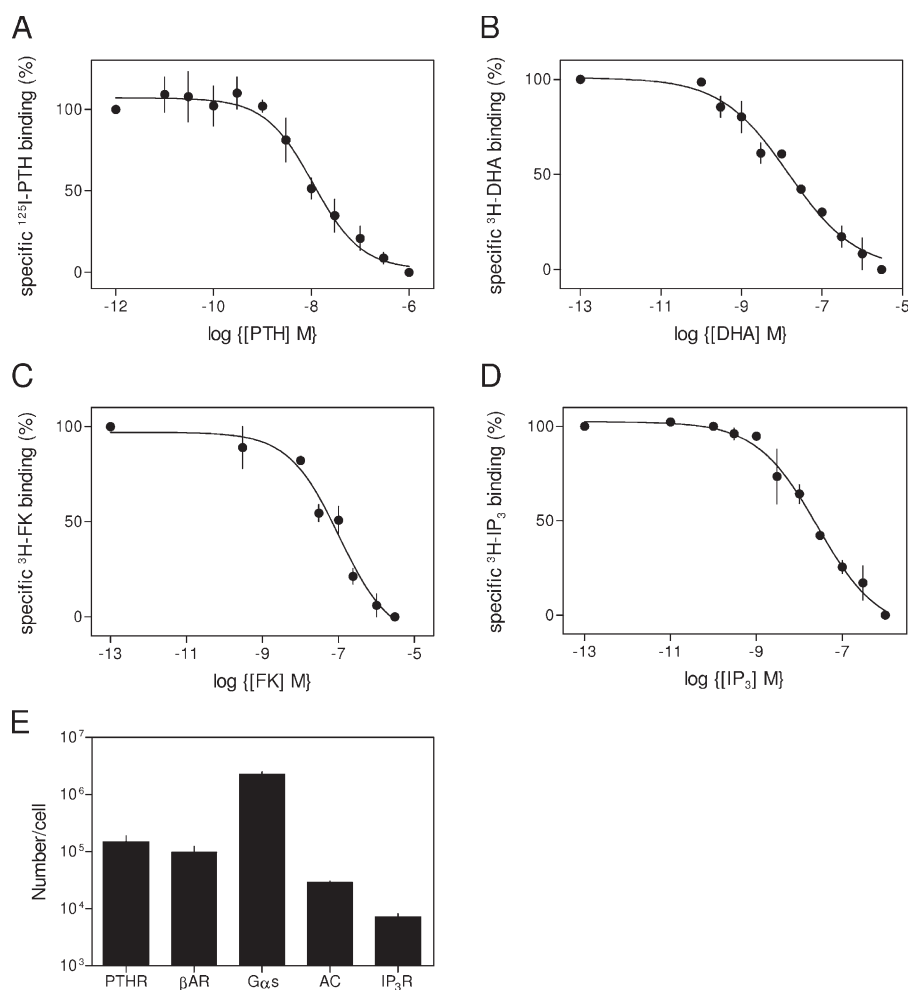 A
specific ¹²⁵I-PTH binding (%)
100
50
0
-12 -10 -8 -6
log {[PTH] M}
B
specific ³H-DHA binding (%)
100
50
0
-13 -11 -9 -7
log {[DHA] M}
C
specific ³H-FK binding (%)
100
50
0
-13 -11 -9 -7 -5
log {[FK] M}
D
specific ³H-IP₃ binding (%)
100
50
0
-13 -11 -9 -7
log {[IP₃] M}
E
Number/cell
10⁷
10⁶
10⁵
10⁴
10³
PTHR βAR Gαs AC IP₃R